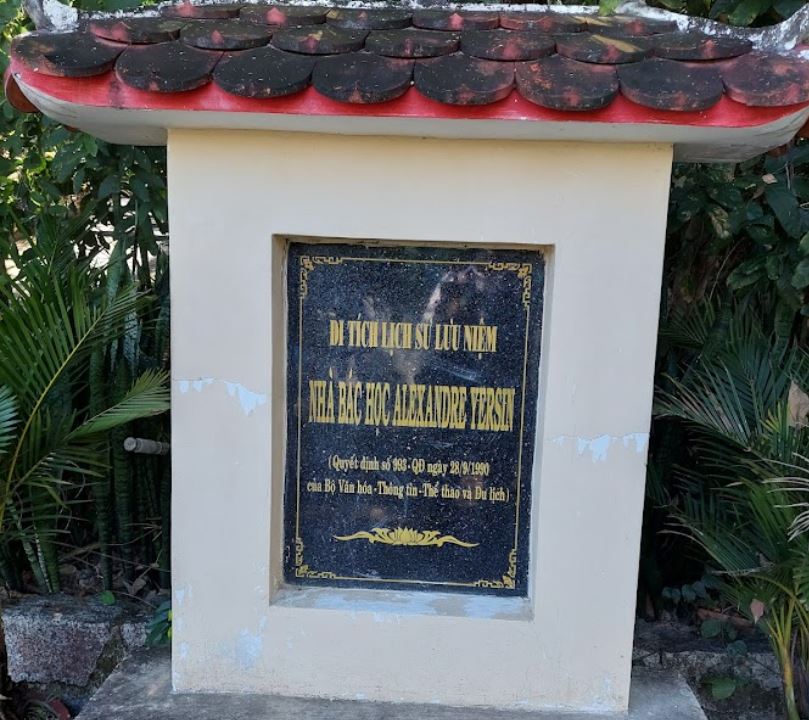 DI TÍCH LỊCH SỬ LƯU NIỆM
NHÀ BÁC HỌC ALEXANDRE YERSIN
(Quyết định số 993 - QĐ ngày 28/9/1990
của Bộ Văn hóa - Thông tin - Thể thao và Du lịch)